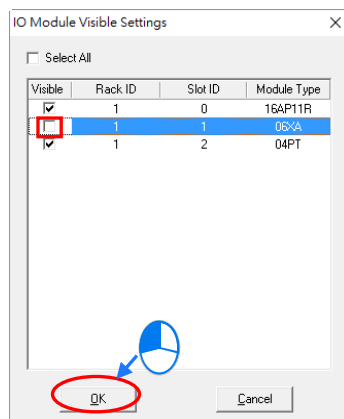 IO Module Visible Settings
Select All
Visible Rack ID Slot ID Module Type
1 0 16AP11R
1 1 06XA
1 2 04PT
OK Cancel